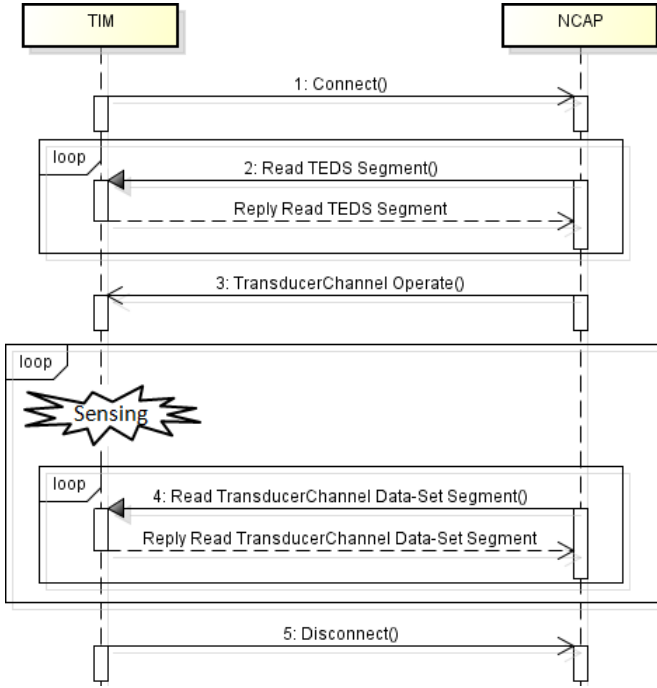 TIM
NCAP
1: Connect()
loop
2: Read TEDS Segment()
Reply Read TEDS Segment
3: TransducerChannel Operate()
loop
Sensing
loop
4: Read TransducerChannel Data-Set Segment()
Reply Read TransducerChannel Data-Set Segment
5: Disconnect()